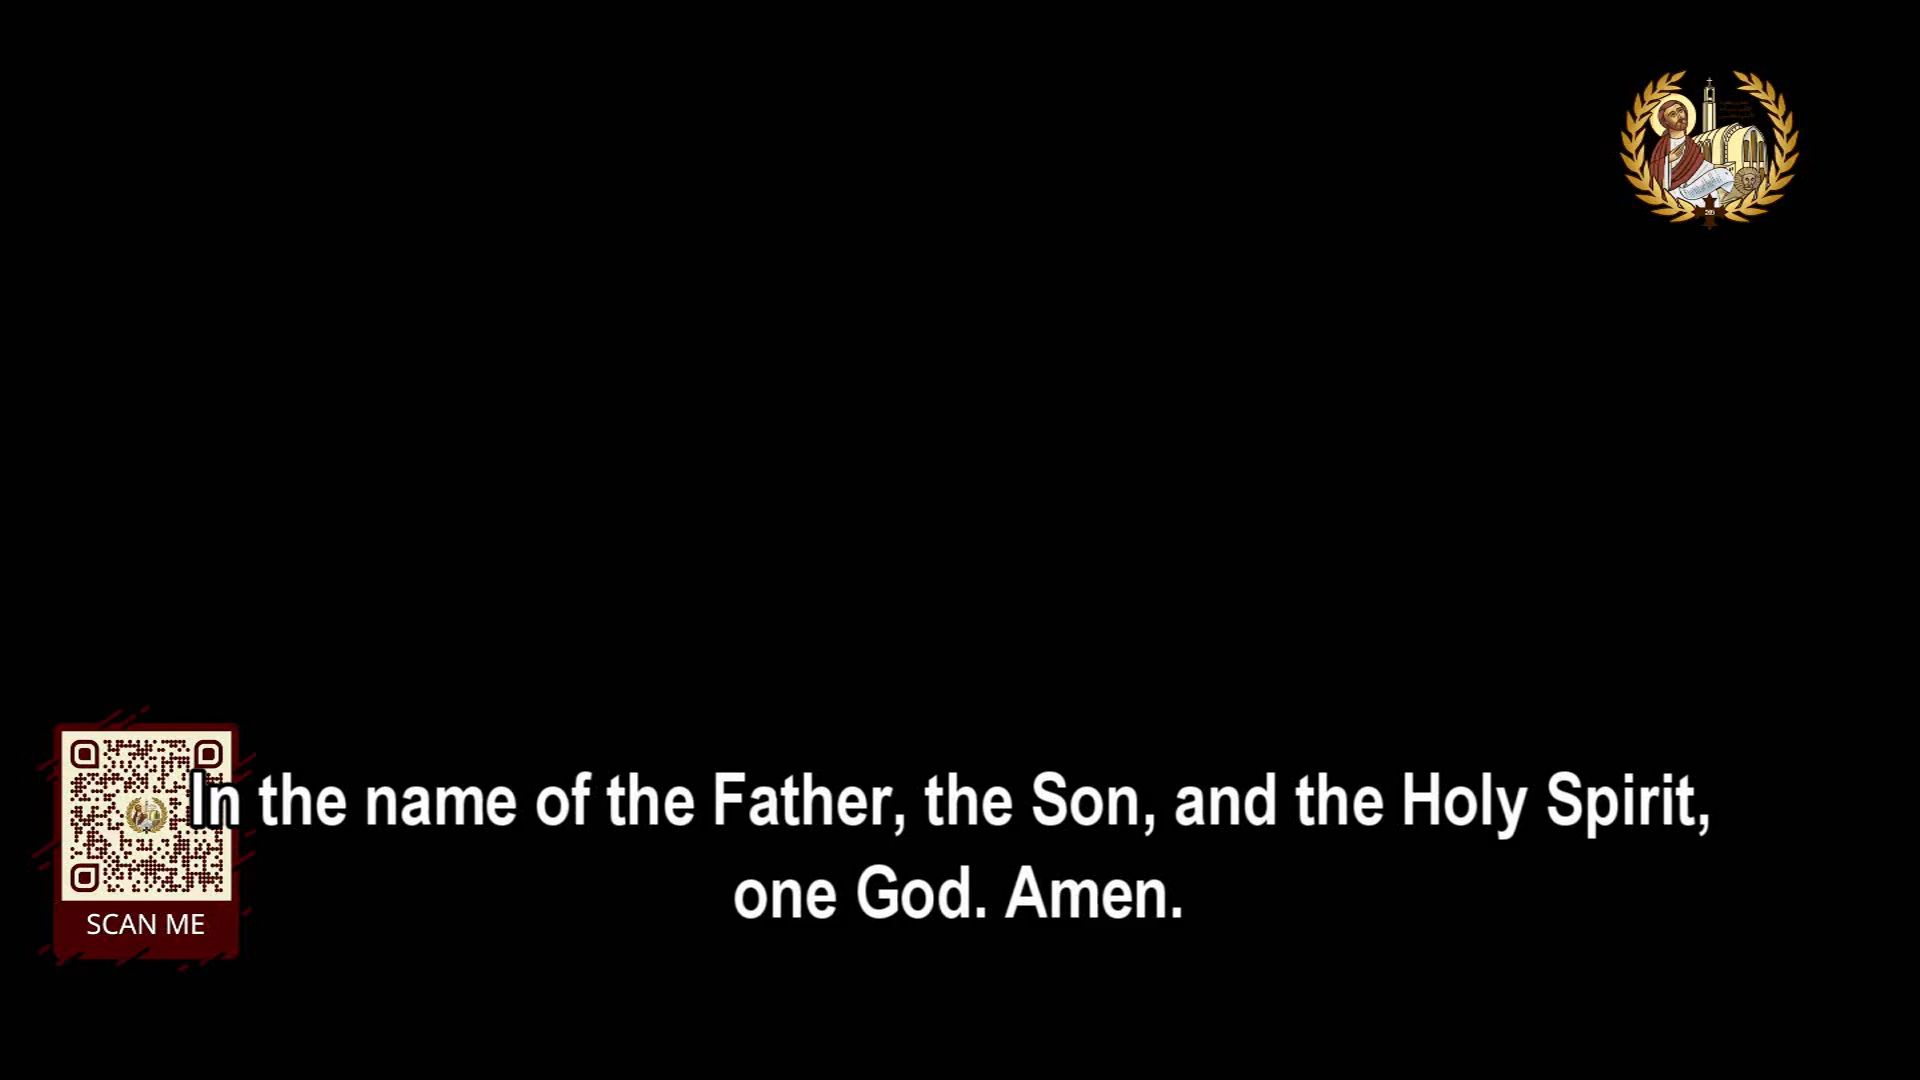 In the name of the Father, the Son, and the Holy Spirit,
one God. Amen.
SCAN ME